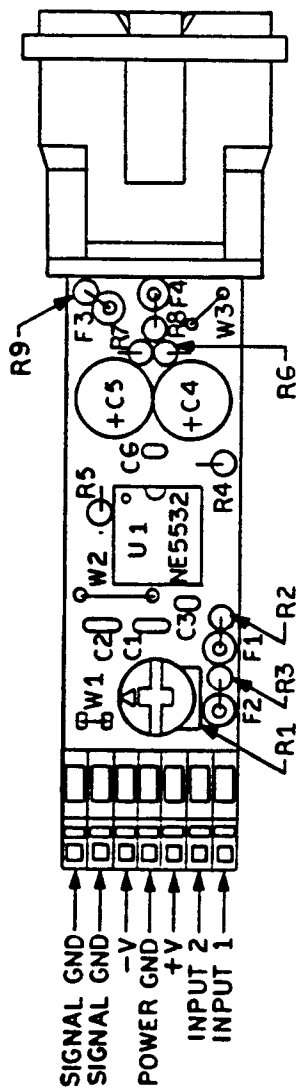 R9
F3
R7
F4
R8
W3
R6
+C5
+C4
C6
R5
R4
W2
U1
NE5532
C2
C1
C3
W1
F1
F2
R2
R3
R1
SIGNAL GND
SIGNAL GND
-V
POWER GND
+V
INPUT 2
INPUT 1